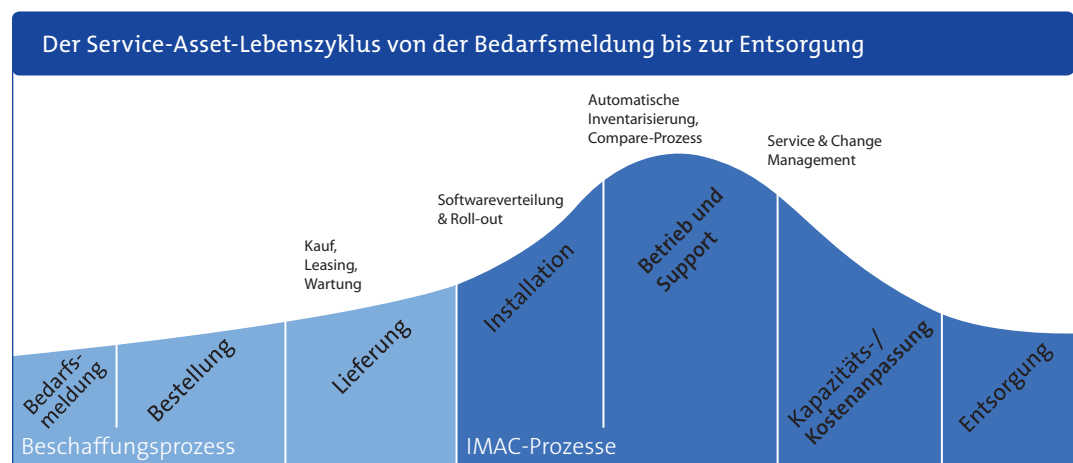 Der Service-Asset-Lebenszyklus von der Bedarfsmeldung bis zur Entsorgung
Automatische
Inventarisierung,
Compare-Prozess
Service & Change
Management
Softwareverteilung
& Roll-out
Kauf,
Leasing,
Wartung
Bedarfs-
meldung
Bestellung
Lieferung
Installation
Betrieb und
Support
Kapazitäts-/
Kostenanpassung
Entsorgung
Beschaffungsprozess
IMAC-Prozesse